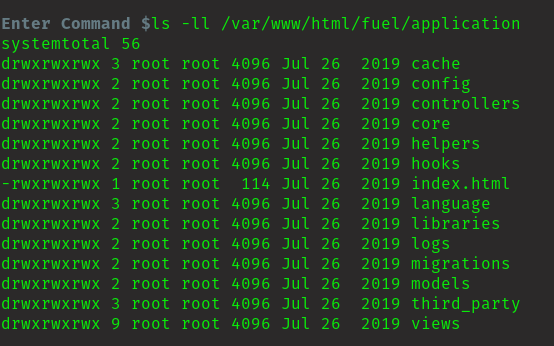 Enter Command $ls -ll /var/www/html/fuel/application
systemtotal 56
drwxrwxrwx 3 root root 4096 Jul 26  2019 cache
drwxrwxrwx 2 root root 4096 Jul 26  2019 config
drwxrwxrwx 2 root root 4096 Jul 26  2019 controllers
drwxrwxrwx 2 root root 4096 Jul 26  2019 core
drwxrwxrwx 2 root root 4096 Jul 26  2019 helpers
drwxrwxrwx 2 root root 4096 Jul 26  2019 hooks
-rwxrwxrwx 1 root root  114 Jul 26  2019 index.html
drwxrwxrwx 3 root root 4096 Jul 26  2019 language
drwxrwxrwx 2 root root 4096 Jul 26  2019 libraries
drwxrwxrwx 2 root root 4096 Jul 26  2019 logs
drwxrwxrwx 2 root root 4096 Jul 26  2019 migrations
drwxrwxrwx 2 root root 4096 Jul 26  2019 models
drwxrwxrwx 3 root root 4096 Jul 26  2019 third_party
drwxrwxrwx 9 root root 4096 Jul 26  2019 views